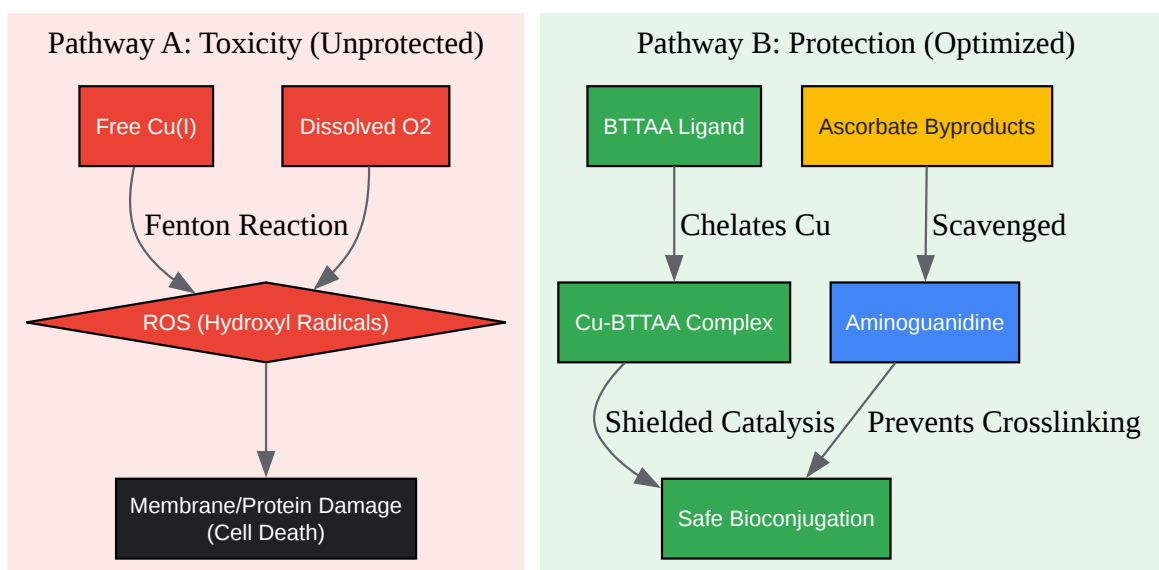 Pathway A: Toxicity (Unprotected)
Free Cu(I)
Dissolved O2
Fenton Reaction
ROS (Hydroxyl Radicals)
Membrane/Protein Damage
(Cell Death)
Pathway B: Protection (Optimized)
BTTAA Ligand
Ascorbate Byproducts
Chelates Cu
Scavenged
Cu-BTTAA Complex
Aminoguanidine
Shielded Catalysis
Prevents Crosslinking
Safe Bioconjugation